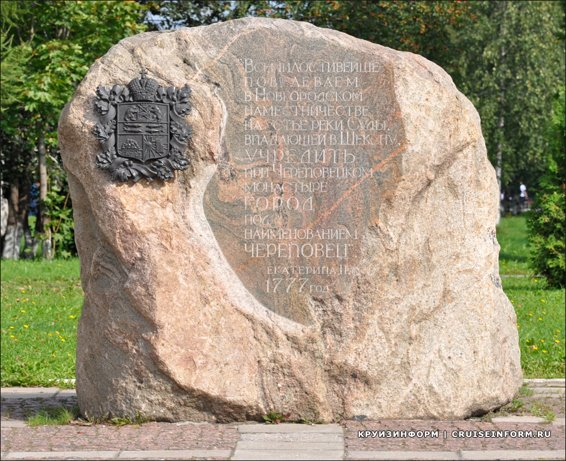 Всемилостивейше
повелеваем
в Новгородском
наместничестве,
на устье реки Суды,
впадающей в Шексну
учредить
при Череповецком
монастыре
город
под
наименованием
Череповец
Екатерина II
1777 год
КРУИЗИНФОРМ | CRUISEINFORM.RU